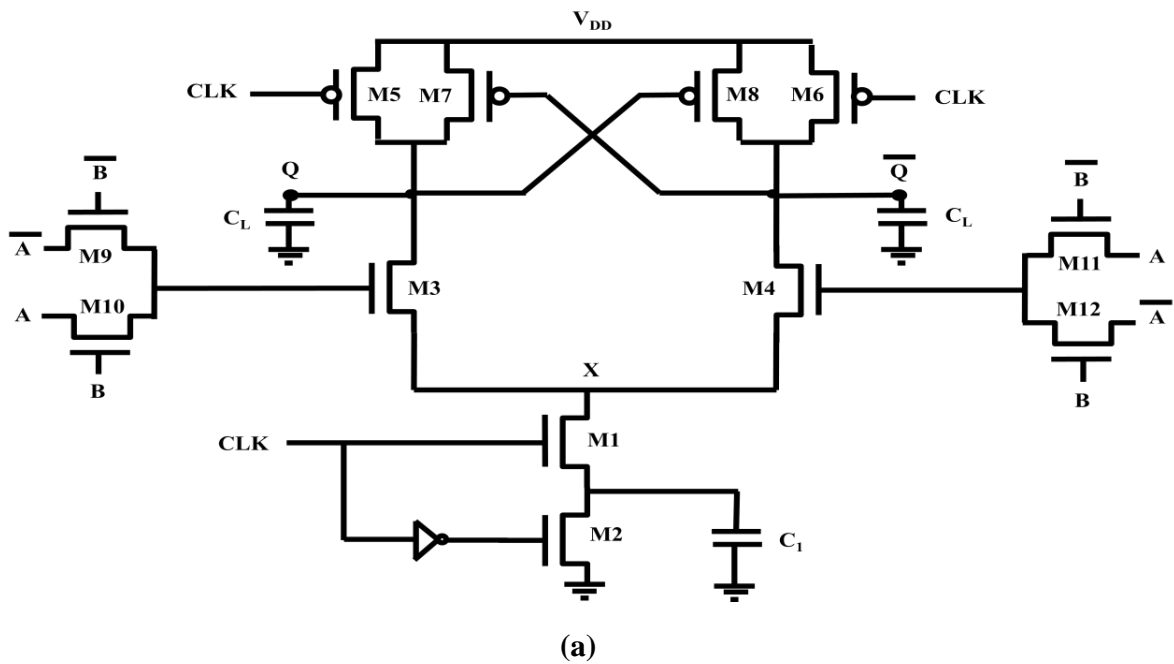 V_DD
CLK
M5
M7
M8
M6
CLK
B̅
Q
Q̅
B̅
A̅
M9
C_L
C_L
M11
A
A
M10
M3
M4
M12
A̅
B
X
B
CLK
M1
M2
C_1
(a)